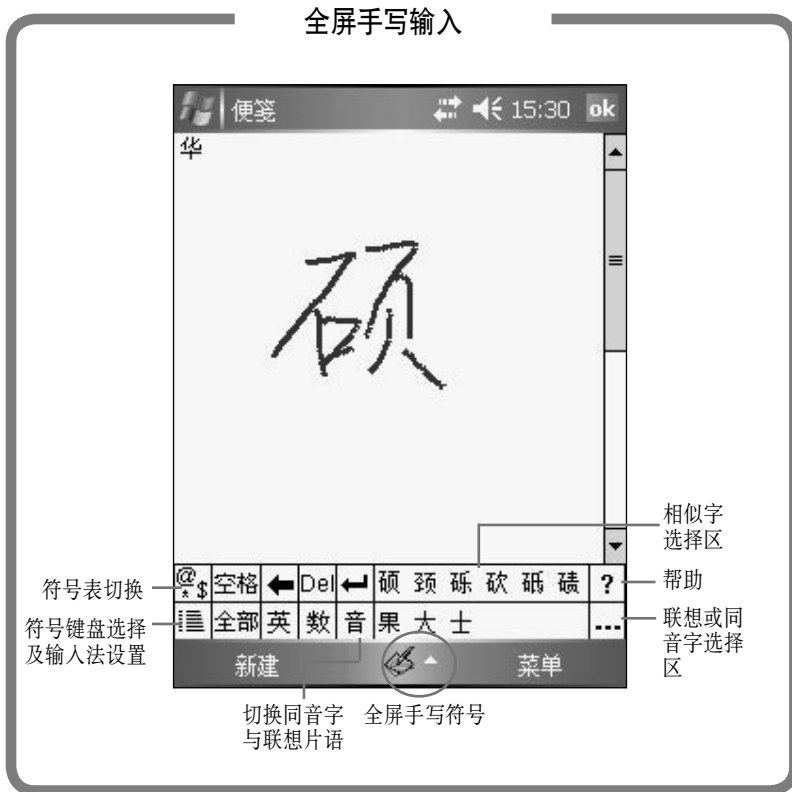 全屏手写输入
便笺 15:30 ok
华
硕
相似字
选择区
符号表切换
@*$ 空格 Del 硕 颈 砾 砍 砥 碛 ?
帮助
符号键盘选择
及输入法设置
全部 英 数 音 果 大 士 ...
联想或同
音字选择
区
新建 菜单
切换同音字
与联想片语
全屏手写符号